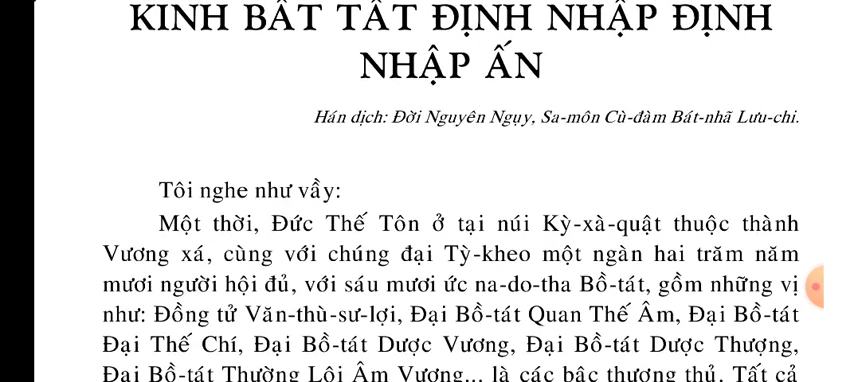 KINH BẤT TẤT ĐỊNH NHẬP ĐỊNH
NHẬP ẤN
Hán dịch: Đời Nguyên Ngụy, Sa-môn Cù-đàm Bát-nhã Lưu-chi.
Tôi nghe như vầy:
Một thời, Đức Thế Tôn ở tại núi Kỳ-xà-quật thuộc thành
Vương xá, cùng với chúng đại Tỳ-kheo một ngàn hai trăm năm
mươi người hội đủ, với sáu mươi ức na-do-tha Bồ-tát, gồm những vị
như: Đồng tử Văn-thù-sư-lợi, Đại Bồ-tát Quan Thế Âm, Đại Bồ-tát
Đại Thế Chí, Đại Bồ-tát Dược Vương, Đại Bồ-tát Dược Thượng,
Đại Bồ-tát Thường Lôi Âm Vương... là các bậc thượng thủ. Tất cả